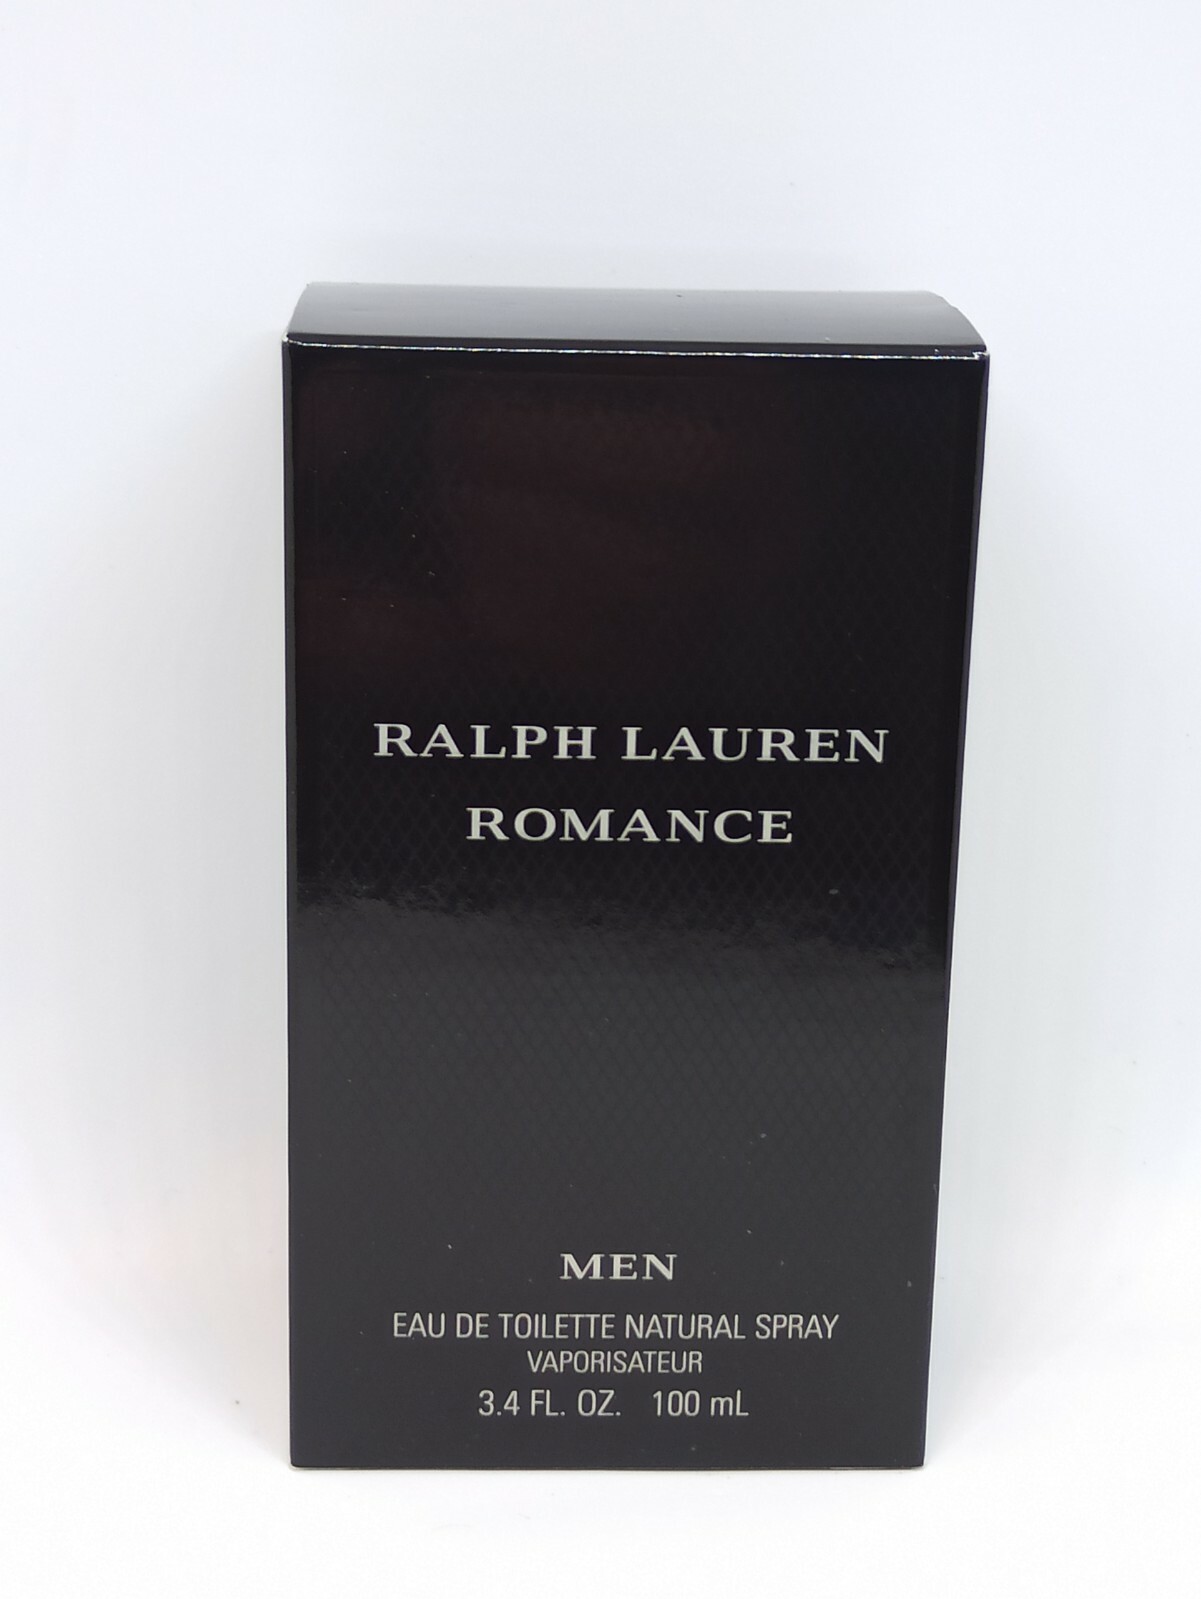 RALPH LAUREN
ROMANCE
MEN
EAU DE TOILETTE NATURAL SPRAY
VAPORISATEUR
3.4 FL. OZ. 100 mL